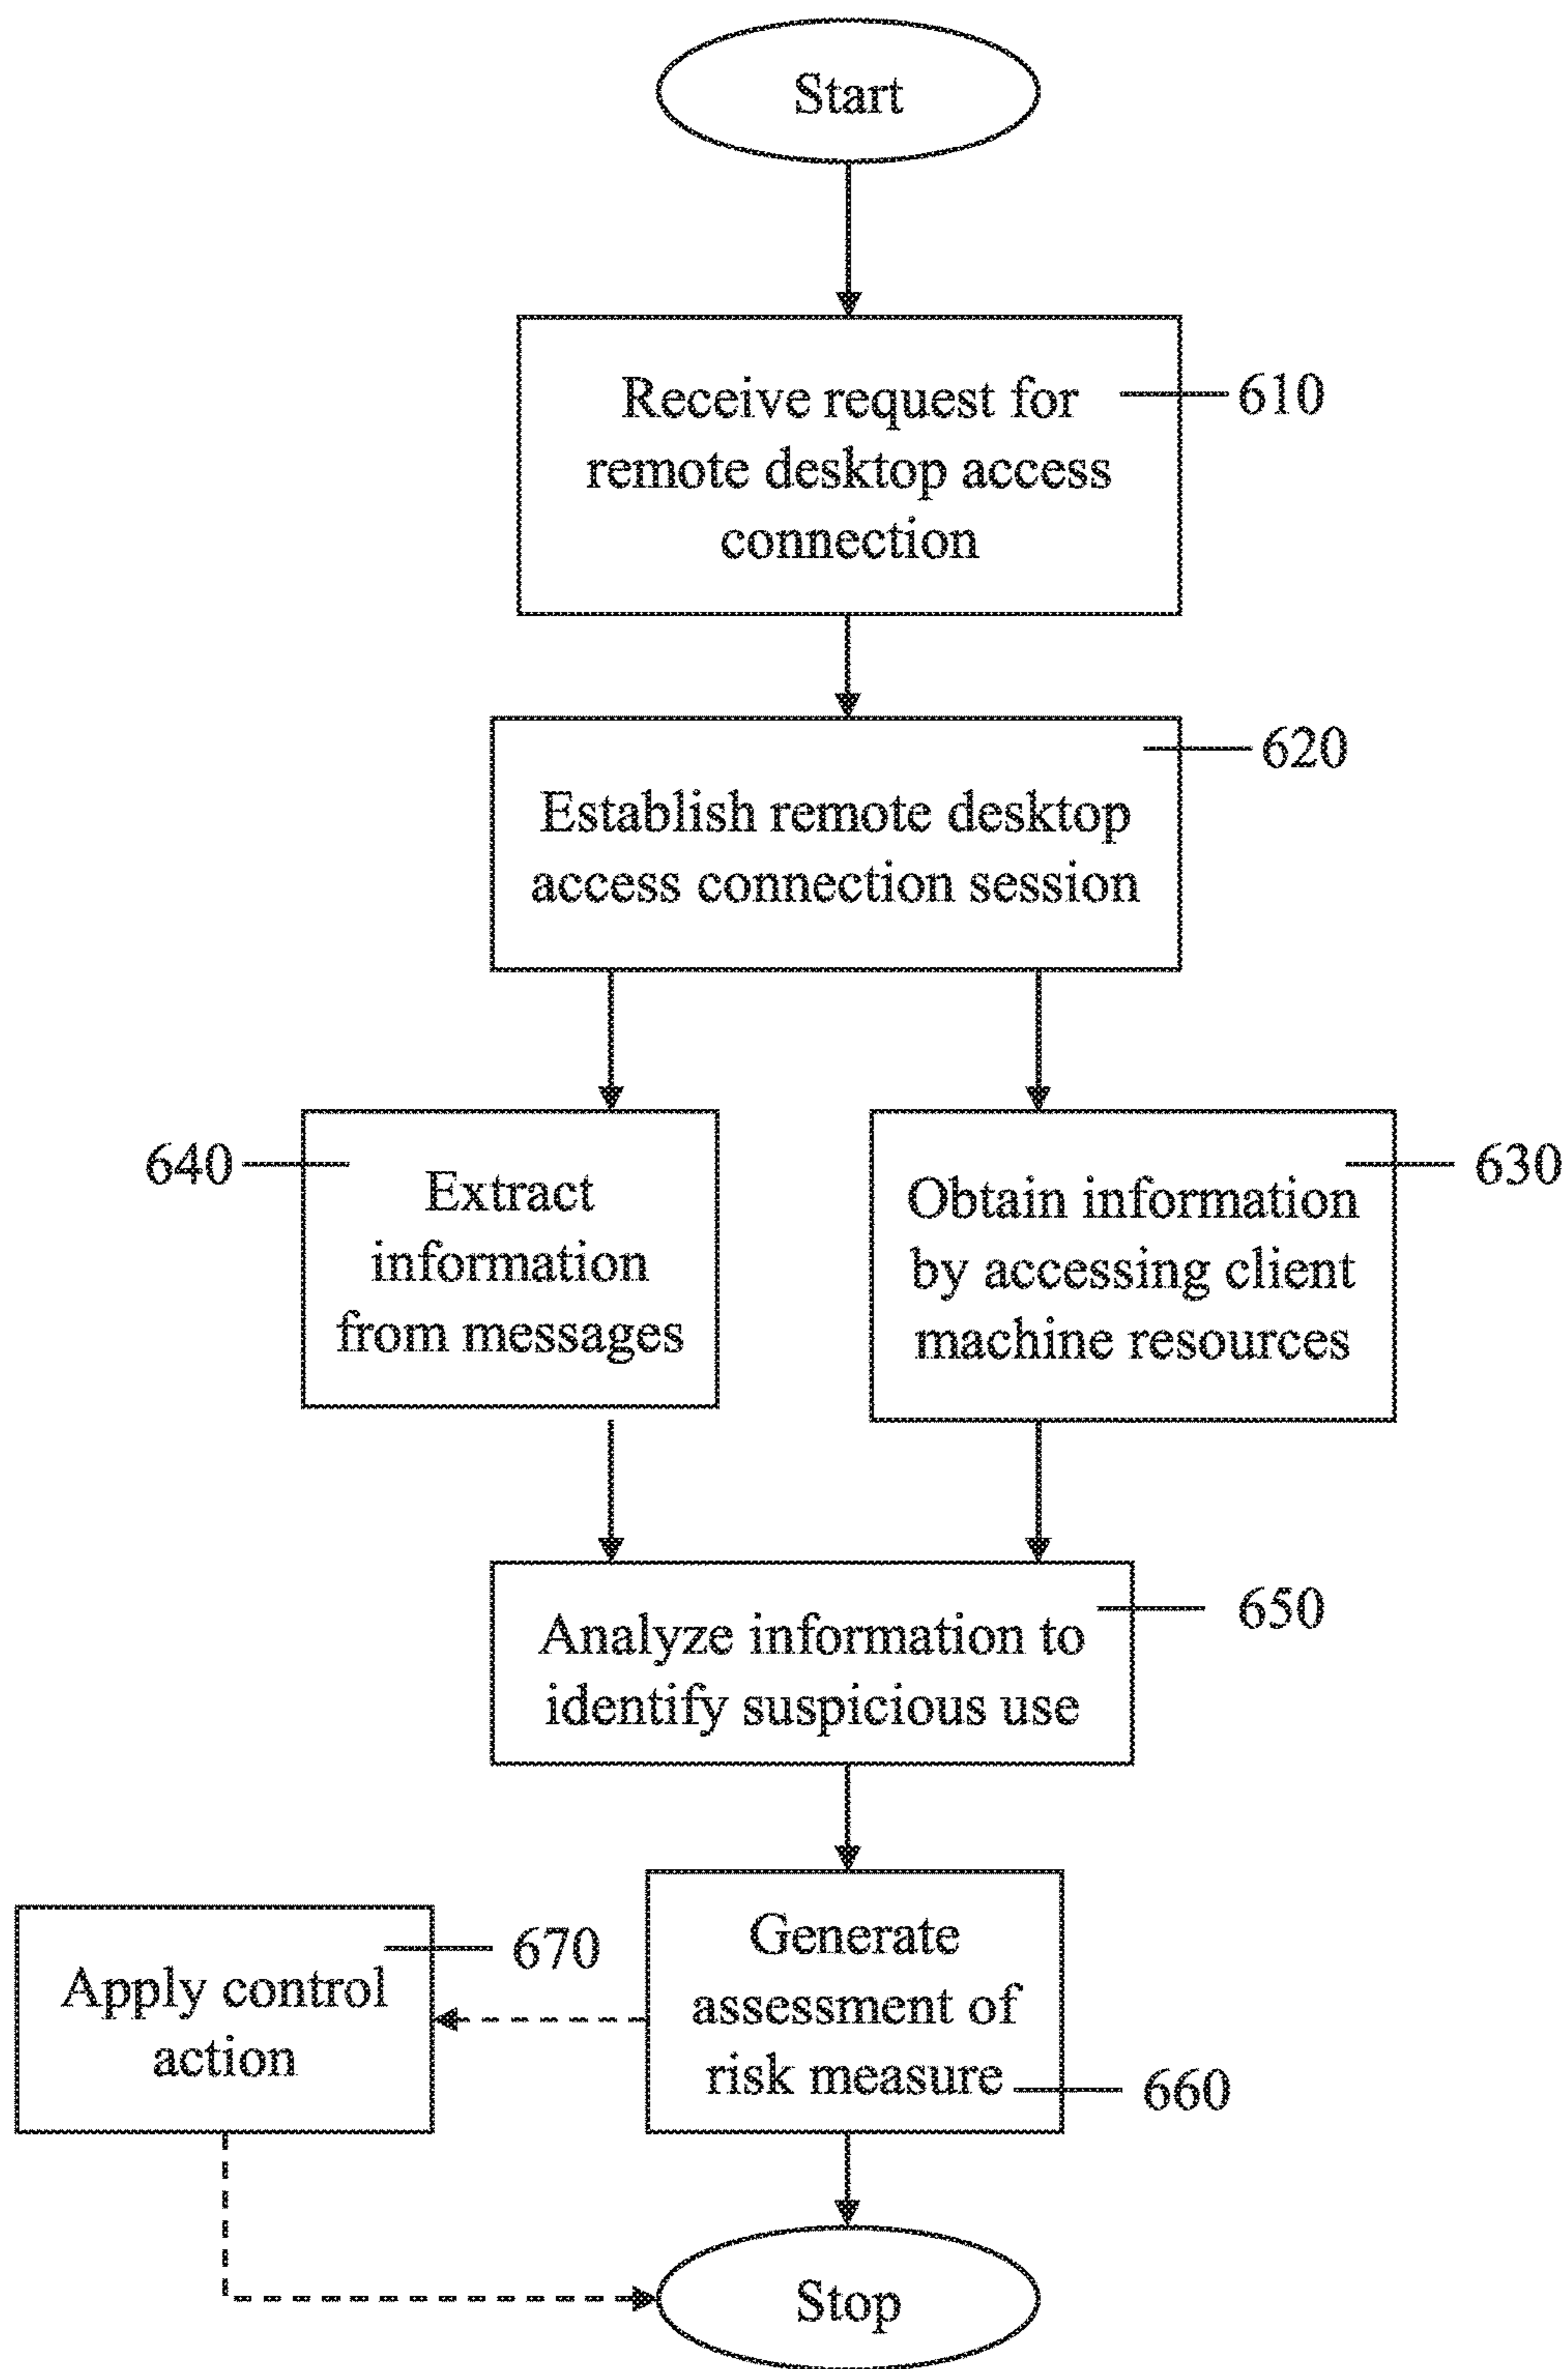 Start
Receive request for
remote desktop access
connection
610
620
Establish remote desktop
access connection session
640
Extract
information
from messages
630
Obtain information
by accessing client
machine resources
650
Analyze information to
identify suspicious use
670
Apply control
action
Generate
assessment of
risk measure
660
Stop